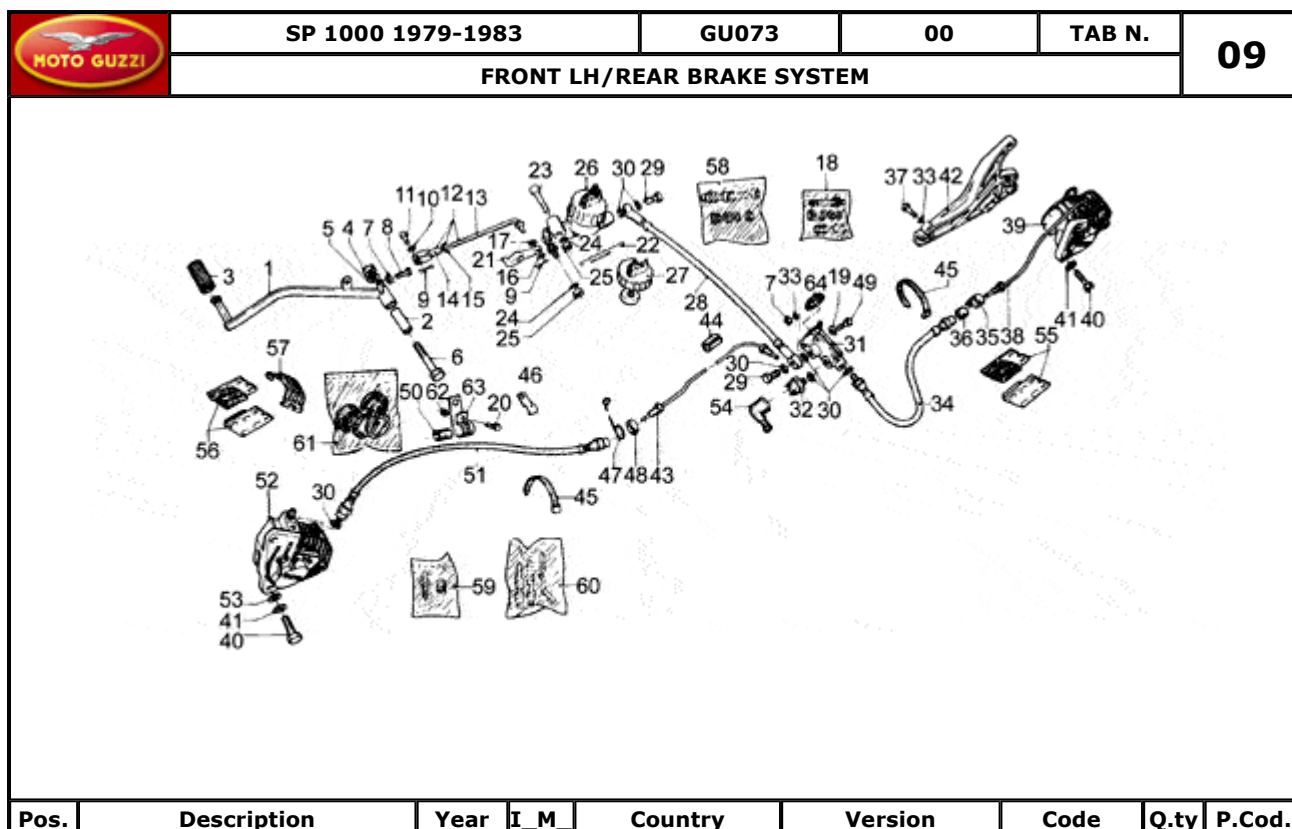 MOTO GUZZI
SP 1000 1979-1983 GU073 00 TAB N. 09
FRONT LH/REAR BRAKE SYSTEM
23 26 30 29 58 18
11 10 12 13 37 33 42
5 4 7 8 17 24 22 39
3 1 21 16 25 27 45
9 14 15 9 28 7 33 64 19 49
2 24 25 44 31 41 40
57 6 46 30 29 36 35 38 55
50 62 63 20 54 32 30 34
56 61 51 47 48 43
52 30 45
53 59 60
41
40
Pos. Description Year I_M_ Country Version Code Q.ty P.Cod.